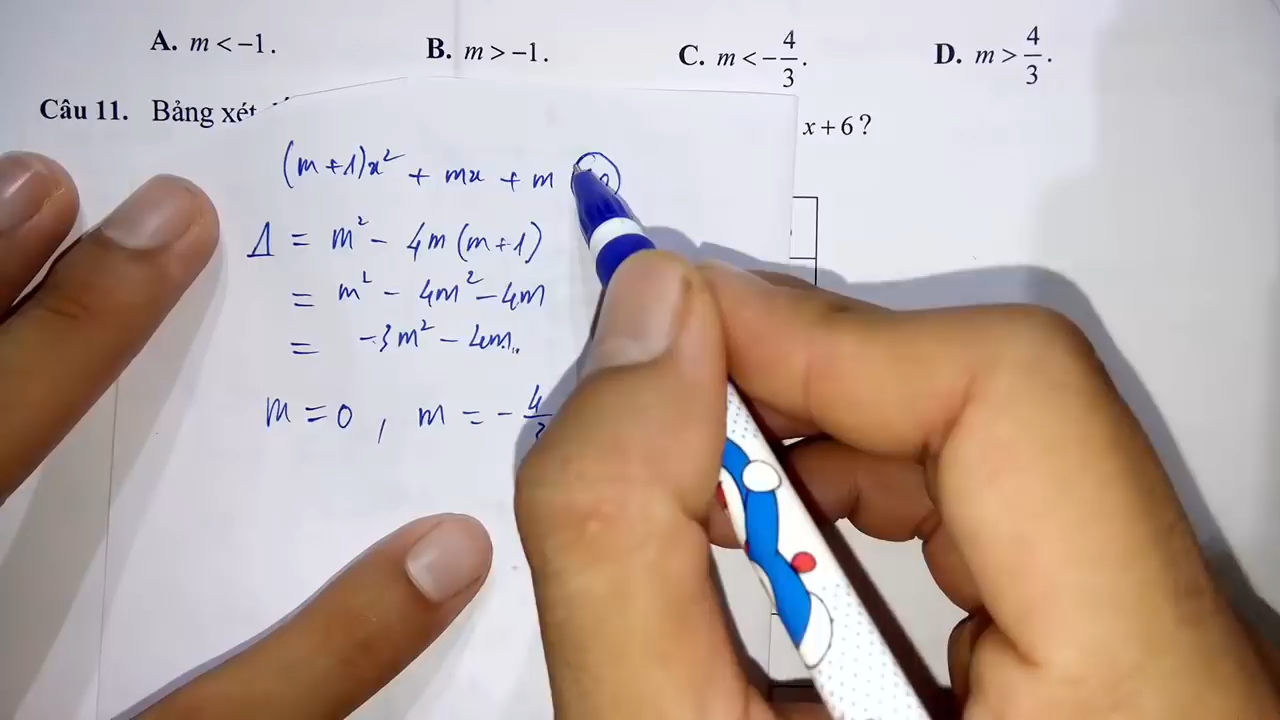 A. m < −1. B. m > −1. C. m < −4/3. D. m > 4/3.
Câu 11. Bảng xét x + 6 ?
(m + 1)x² + mx + m
Δ = m² − 4m(m + 1)
= m² − 4m² − 4m
= −3m² − 4m
m = 0 , m = − 4/3